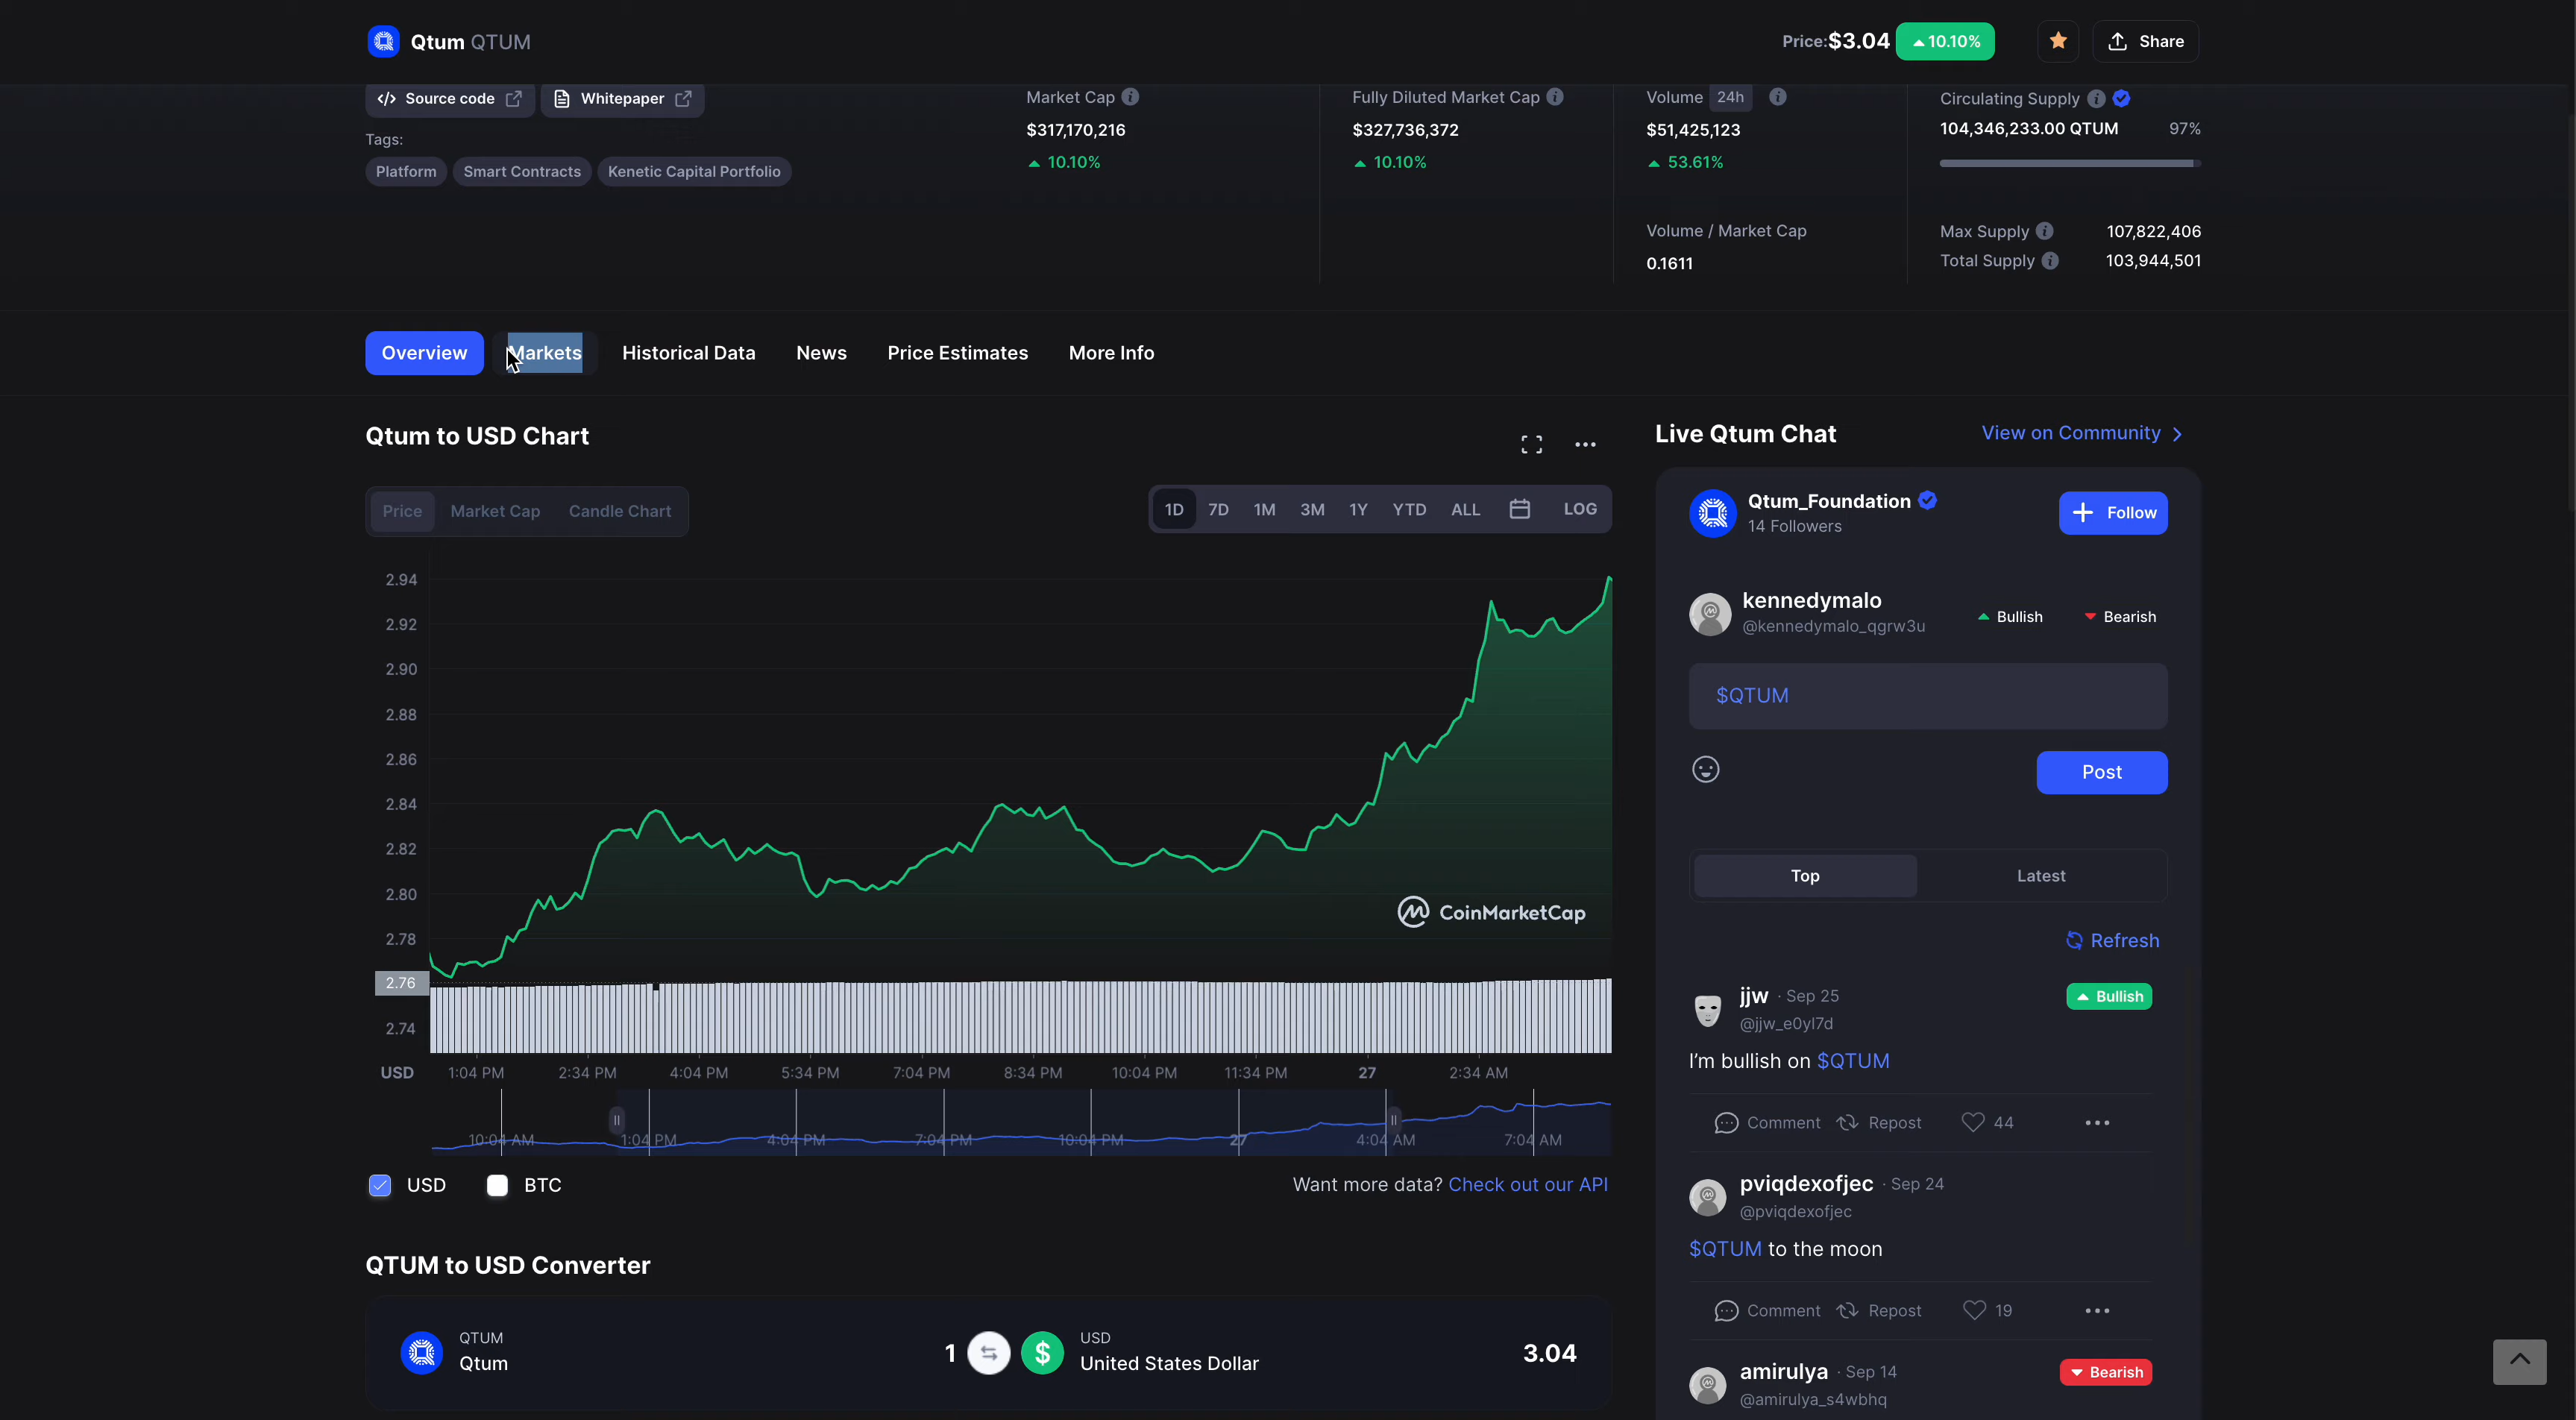 Qtum QTUM
Price:$3.04
10.10%
Share
Source code
Whitepaper
Tags:
Platform
Smart Contracts
Kenetic Capital Portfolio
Market Cap
$317,170,216
10.10%
Fully Diluted Market Cap
$327,736,372
10.10%
Volume 24h
$51,425,123
53.61%
Volume / Market Cap
0.1611
Circulating Supply
104,346,233.00 QTUM 97%
Max Supply 107,822,406
Total Supply 103,944,501
Overview
Markets
Historical Data
News
Price Estimates
More Info
Qtum to USD Chart
Price
Market Cap
Candle Chart
1D 7D 1M 3M 1Y YTD ALL LOG
2.94
2.92
2.90
2.88
2.86
2.84
2.82
2.80
2.78
2.76
2.74
CoinMarketCap
USD 1:04 PM 2:34 PM 4:04 PM 5:34 PM 7:04 PM 8:34 PM 10:04 PM 11:34 PM 27 2:34 AM
10:04 AM 1:04 PM 4:04 PM 7:04 PM 10:04 PM 27 4:04 AM 7:04 AM
USD
BTC
Want more data? Check out our API
QTUM to USD Converter
QTUM
Qtum
1
USD
United States Dollar
3.04
Live Qtum Chat
View on Community
Qtum_Foundation
14 Followers
Follow
kennedymalo
@kennedymalo_qgrw3u
Bullish
Bearish
$QTUM
Post
Top
Latest
Refresh
jjw · Sep 25
@jjw_e0yl7d
Bullish
I'm bullish on $QTUM
Comment Repost 44
pviqdexofjec · Sep 24
@pviqdexofjec
$QTUM to the moon
Comment Repost 19
amirulya · Sep 14
@amirulya_s4wbhq
Bearish